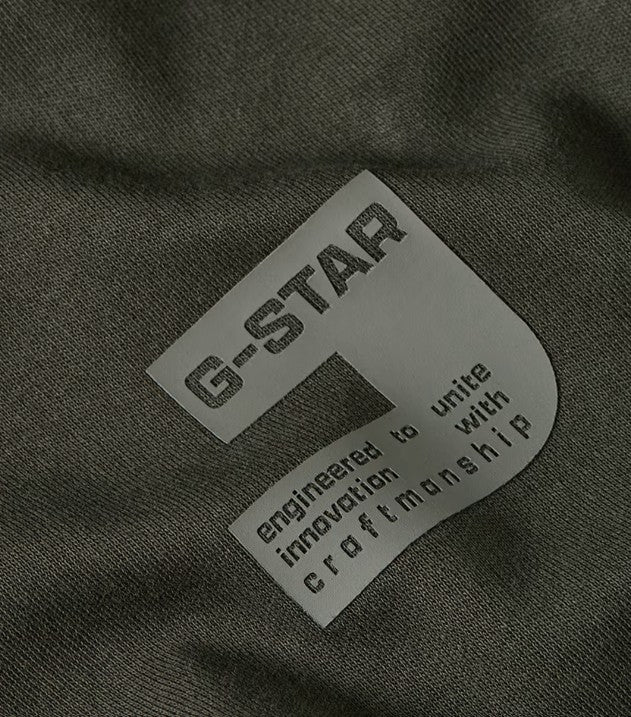 G-STAR
engineered to unite
innovation with
craftmanship